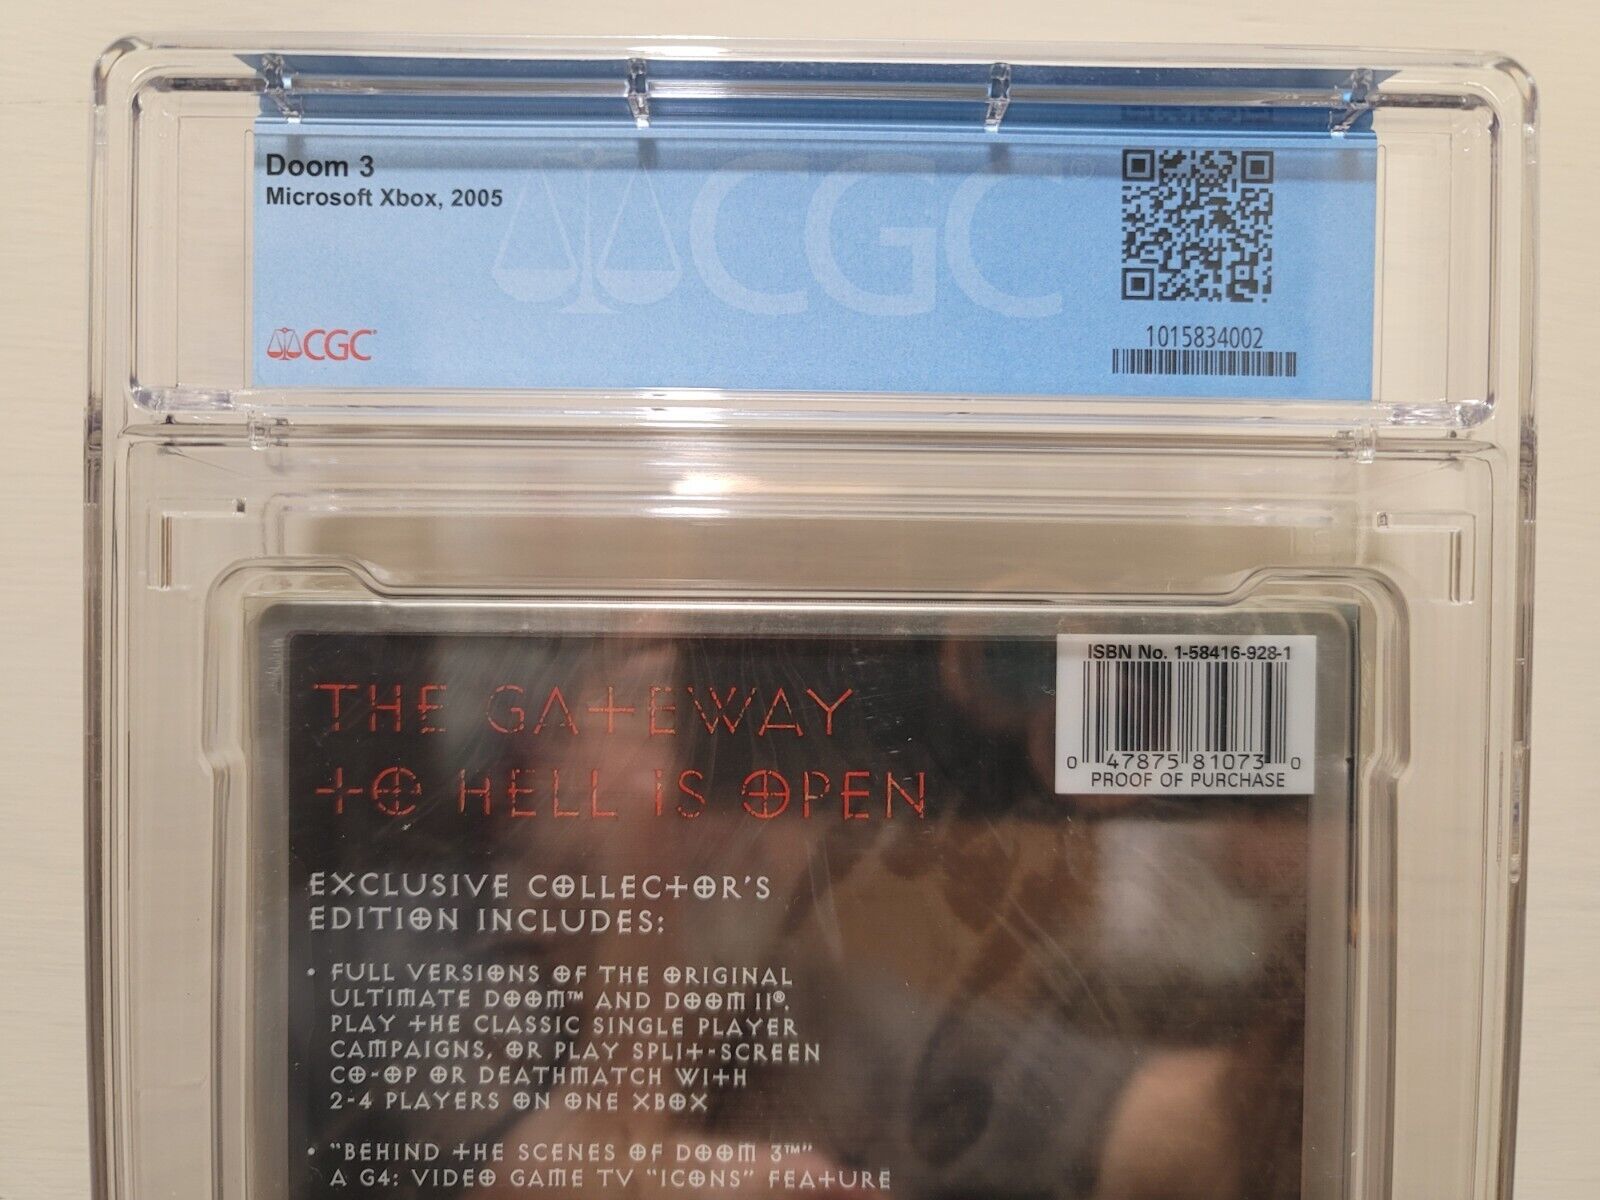 Doom 3
Microsoft Xbox, 2005
CGC
CGC
1015834002
ISBN No. 1-58416-928-1
0 47875 81073 0
PROOF OF PURCHASE
THE GATEWAY
TO HELL IS OPEN
EXCLUSIVE COLLECTOR'S
EDITION INCLUDES:
• FULL VERSIONS OF THE ORIGINAL
ULTIMATE DOOM™ AND DOOM II®.
PLAY THE CLASSIC SINGLE PLAYER
CAMPAIGNS, OR PLAY SPLIT-SCREEN
CO-OP OR DEATHMATCH WITH
2-4 PLAYERS ON ONE XBOX
• "BEHIND THE SCENES OF DOOM 3™"
A G4: VIDEO GAME TV "ICONS" FEATURE